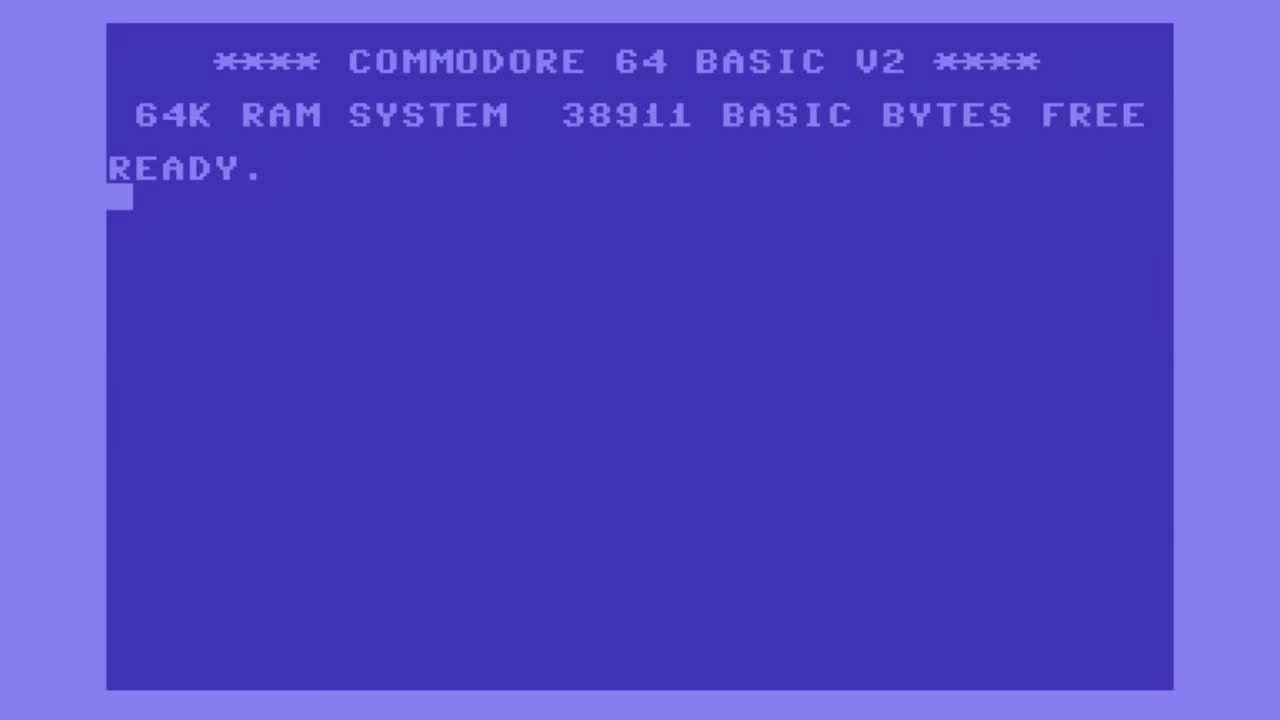 **** COMMODORE 64 BASIC V2 ****
64K RAM SYSTEM  38911 BASIC BYTES FREE
READY.